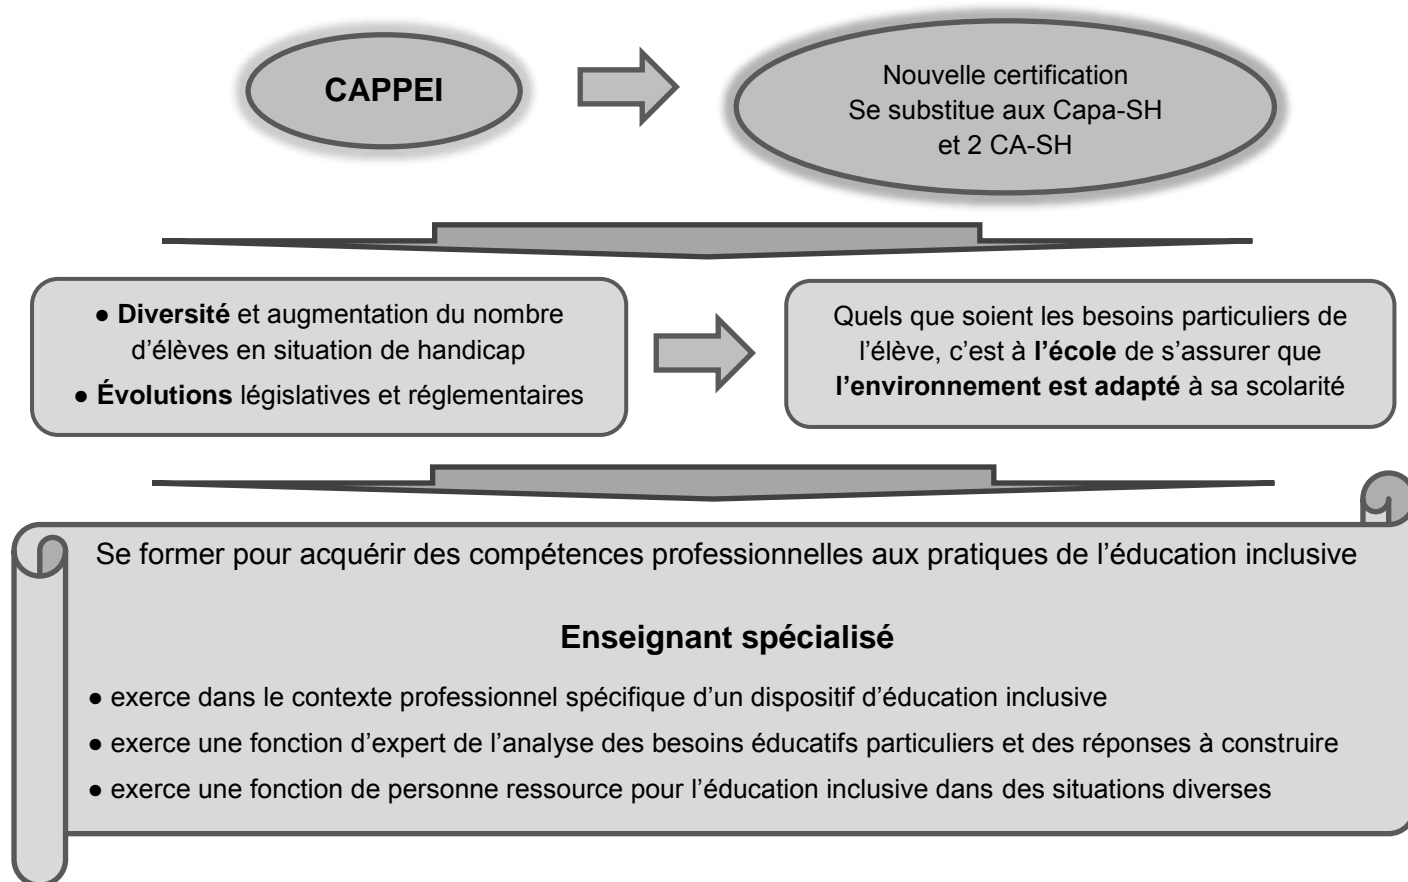 CAPPEI
Nouvelle certification
Se substitue aux Capa-SH
et 2 CA-SH
● Diversité et augmentation du nombre
d'élèves en situation de handicap
● Évolutions législatives et réglementaires
Quels que soient les besoins particuliers de
l’élève, c’est à l’école de s’assurer que
l’environnement est adapté à sa scolarité
Se former pour acquérir des compétences professionnelles aux pratiques de l’éducation inclusive
Enseignant spécialisé
● exerce dans le contexte professionnel spécifique d’un dispositif d’éducation inclusive
● exerce une fonction d’expert de l’analyse des besoins éducatifs particuliers et des réponses à construire
● exerce une fonction de personne ressource pour l’éducation inclusive dans des situations diverses